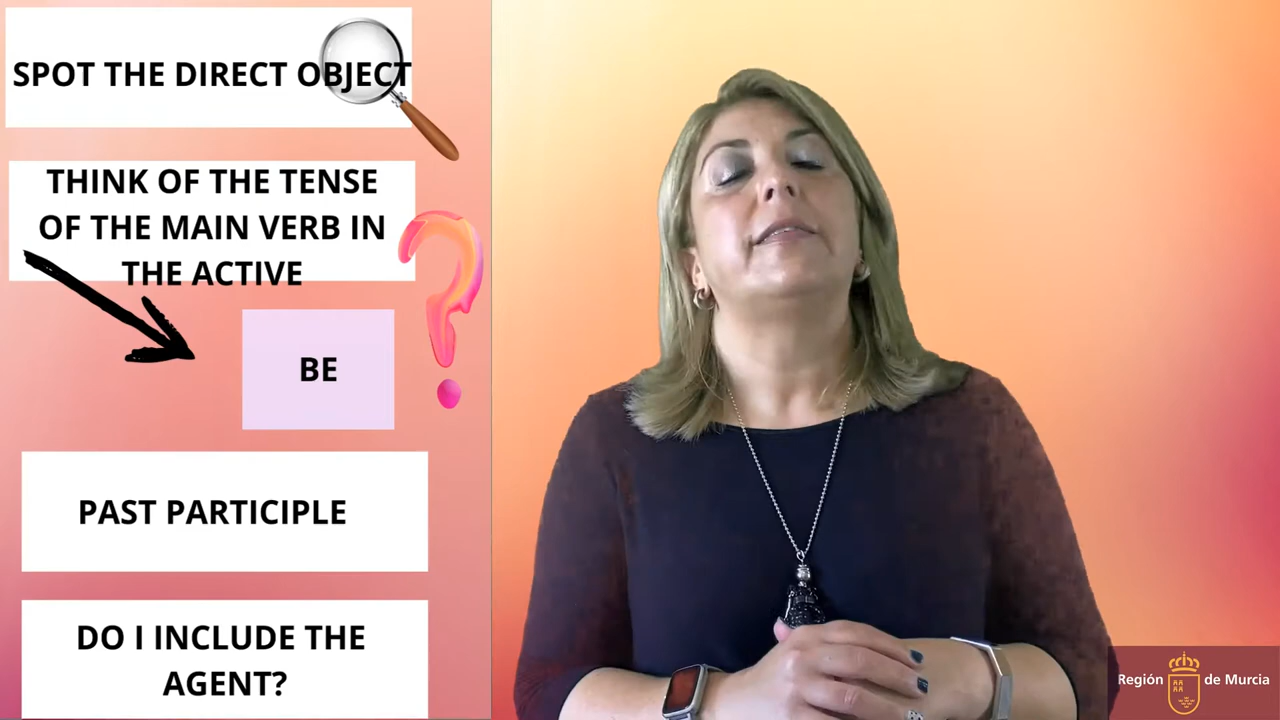 SPOT THE DIRECT OBJECT
THINK OF THE TENSE
OF THE MAIN VERB IN
THE ACTIVE
BE
PAST PARTICIPLE
DO I INCLUDE THE
AGENT?
Región de Murcia